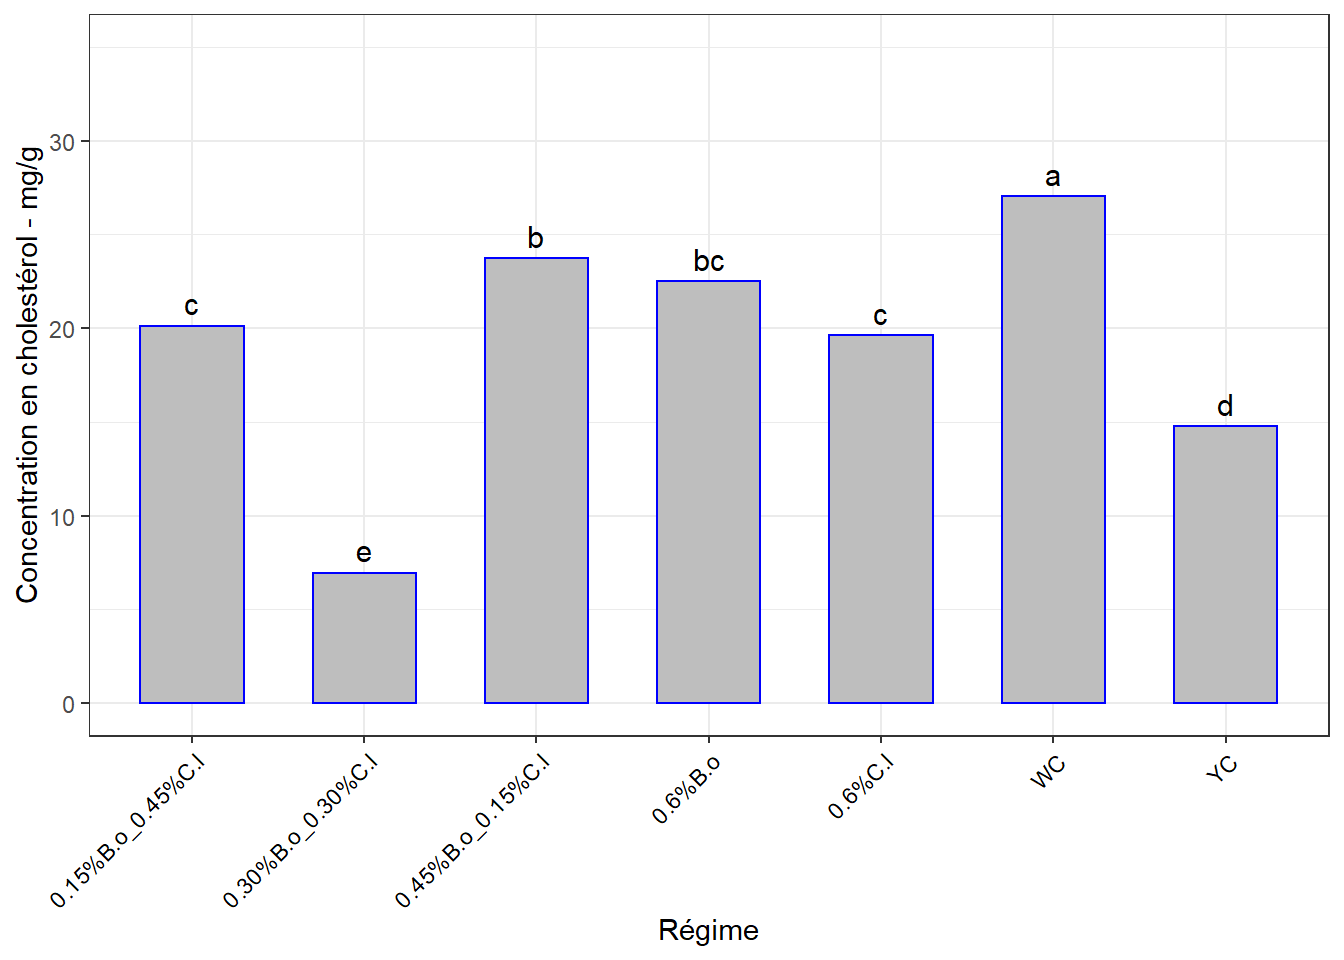 Concentration en cholestérol - mg/g
30
20
10
0
c
e
b
bc
c
a
d
0.15%B.o_0.45%C.l
0.30%B.o_0.30%C.l
0.45%B.o_0.15%C.l
0.6%B.o
0.6%C.l
WC
YC
Régime